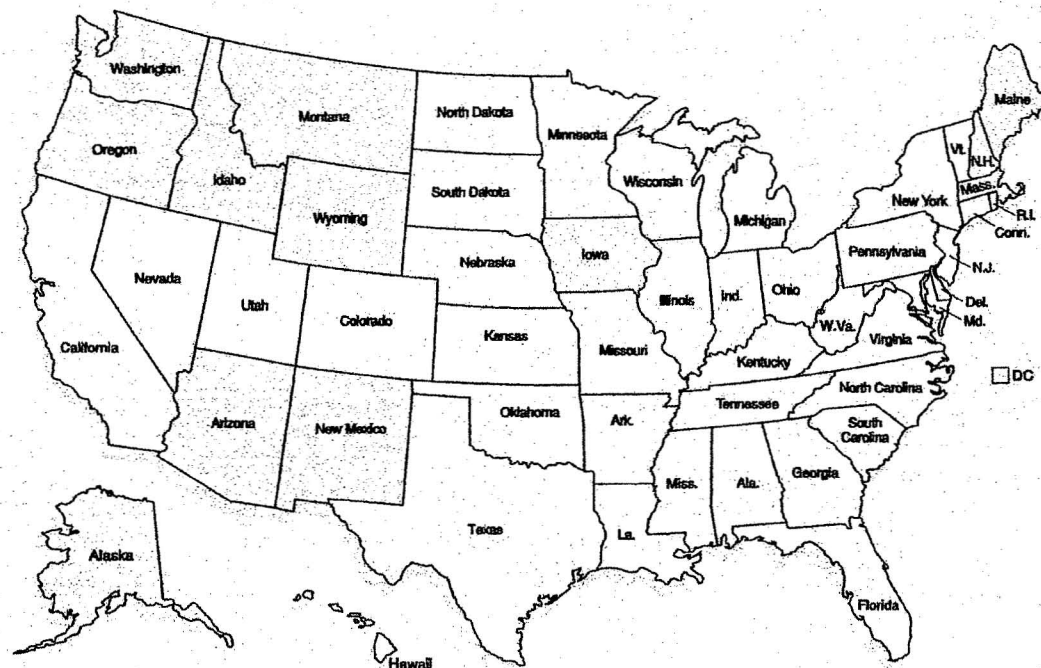 Washington
Oregon
Idaho
Montana
Wyoming
North Dakota
South Dakota
Nebraska
Kansas
Minnesota
Iowa
Missouri
Wisconsin
Illinois
Michigan
Ind.
Ohio
Kentucky
W.Va.
Virginia
Pennsylvania
New York
Vt.
N.H.
Maine
Mass.
R.I.
Conn.
N.J.
Del.
Md.
DC
California
Nevada
Utah
Colorado
Arizona
New Mexico
Oklahoma
Texas
Ark.
La.
Tennessee
North Carolina
South
Carolina
Miss.
Ala.
Georgia
Florida
Alaska
Hawaii